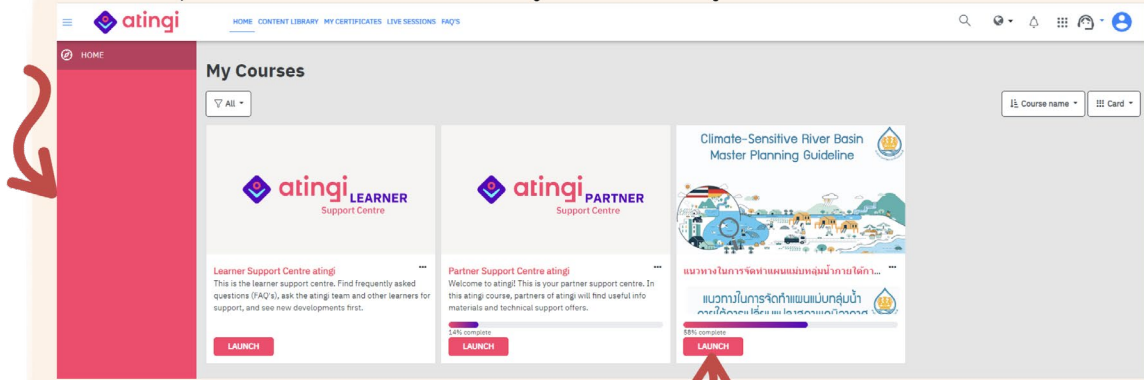 atingi
HOME CONTENT LIBRARY MY CERTIFICATES LIVE SESSIONS FAQ'S
HOME
My Courses
All
Course name
Card
atingi LEARNER
Support Centre
atingi PARTNER
Support Centre
Climate-Sensitive River Basin
Master Planning Guideline
Learner Support Centre atingi
This is the learner support centre. Find frequently asked
questions (FAQ's), ask the atingi team and other learners for
support, and see new developments first.
LAUNCH
Partner Support Centre atingi
Welcome to atingi! This is your partner support centre. In
this atingi course, partners of atingi will find useful info
materials and technical support offers.
14% complete
LAUNCH
แนวทางในการจัดทำแผนแม่บทลุ่มน้ำภายใต้กา...
แนวทางในการจัดทำแผนแม่บทลุ่มน้ำ
58% complete
LAUNCH